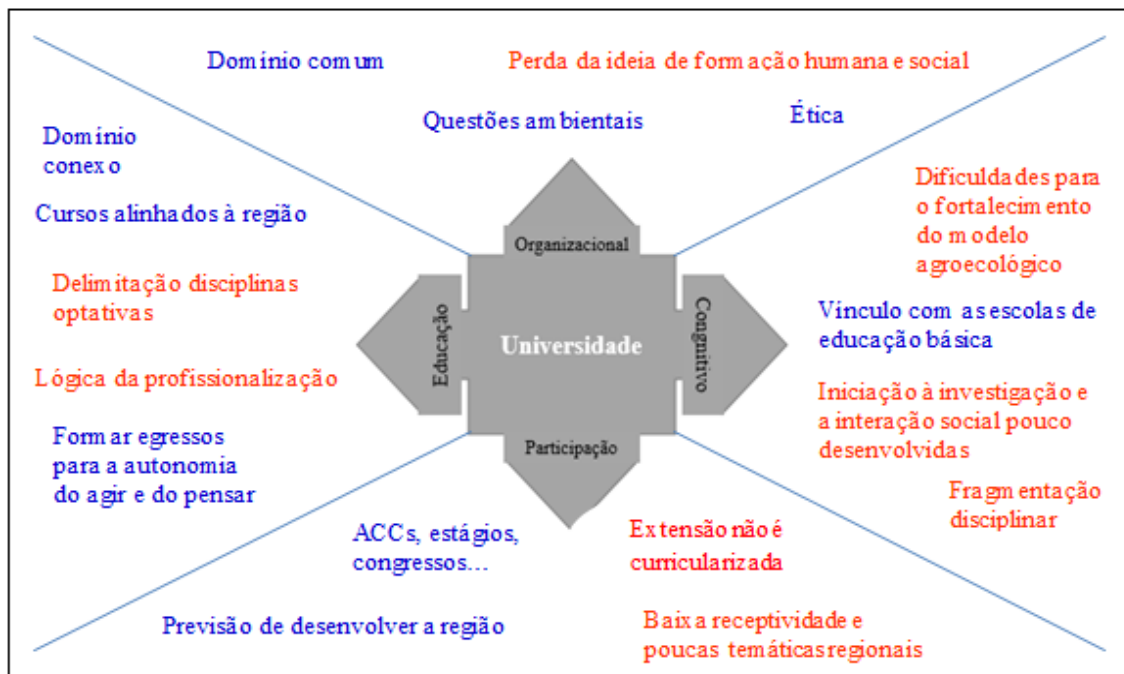 Domínio comum
Perda da ideia de formação humana e social
Questões ambientais
Ética
Domínio
conexo
Cursos alinhados à região
Delimitação disciplinas
optativas
Lógica da profissionalização
Formar egressos
para a autonomia
do agir e do pensar
Organizacional
Educação
Universidade
Congnitivo
Participação
Dificuldades para
o fortalecimento
do modelo
agroecológico
Vínculo com as escolas de
educação básica
Iniciação à investigação e
a interação social pouco
desenvolvidas
Fragmentação
disciplinar
ACCs, estágios,
congressos...
Extensão não é
curricularizada
Previsão de desenvolver a região
Baixa receptividade e
poucas temáticas regionais